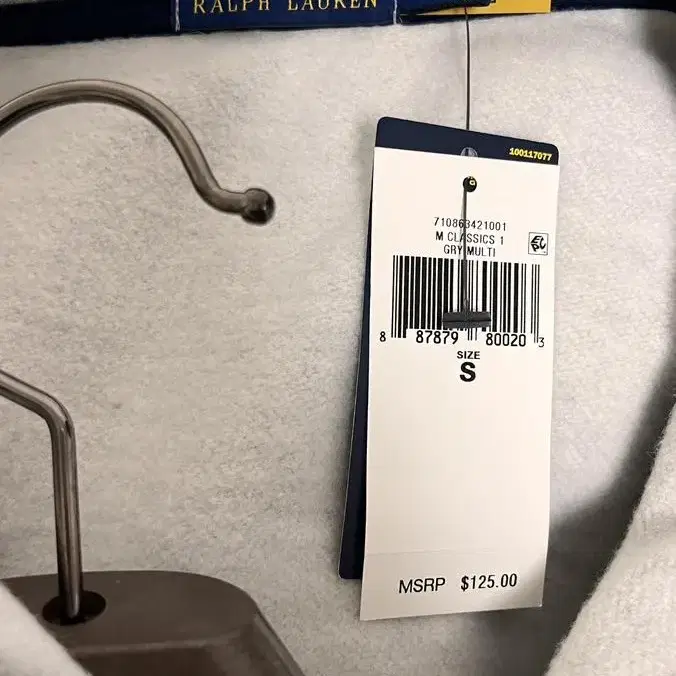 RALPH LAUREN
100117077
710863421001
M CLASSICS 1
GRY MULTI
8 87879 80020 3
SIZE
S
MSRP $125.00